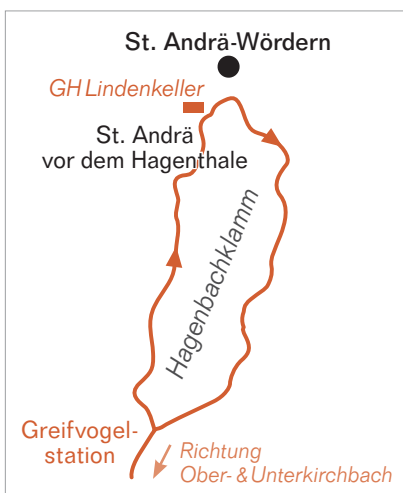 St. Andrä-Wördern
GH Lindenkeller
St. Andrä
vor dem Hagenthale
Hagenbachklamm
Greifvogel-
station
Richtung
Ober- & Unterkirchbach